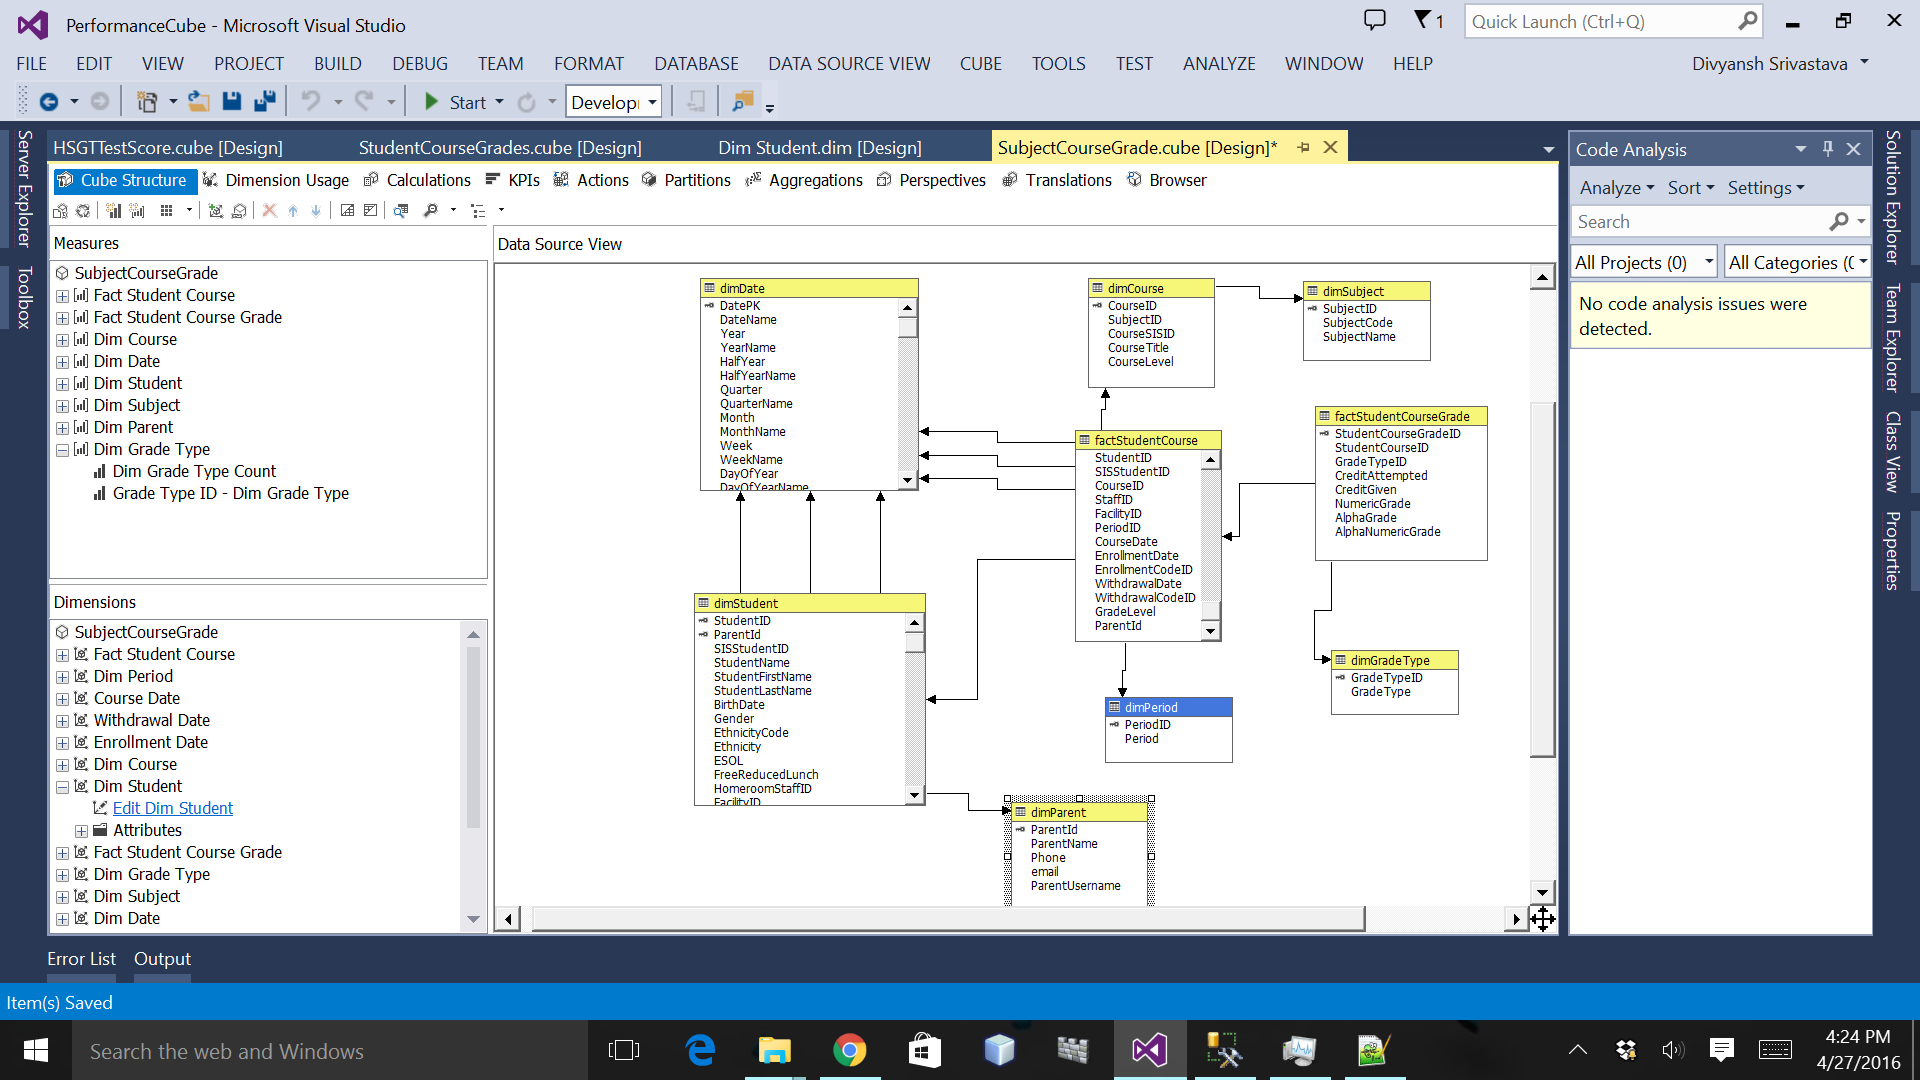 PerformanceCube - Microsoft Visual Studio
1
Quick Launch (Ctrl+Q)
FILE EDIT VIEW PROJECT BUILD DEBUG TEAM FORMAT DATABASE DATA SOURCE VIEW CUBE TOOLS TEST ANALYZE WINDOW HELP
Divyansh Srivastava
Start
Develop
Server Explorer
Toolbox
HSGTTestScore.cube [Design]
StudentCourseGrades.cube [Design]
Dim Student.dim [Design]
SubjectCourseGrade.cube [Design]*
Cube Structure
Dimension Usage
Calculations
KPIs
Actions
Partitions
Aggregations
Perspectives
Translations
Browser
Measures
SubjectCourseGrade
Fact Student Course
Fact Student Course Grade
Dim Course
Dim Date
Dim Student
Dim Subject
Dim Parent
Dim Grade Type
Dim Grade Type Count
Grade Type ID - Dim Grade Type
Dimensions
SubjectCourseGrade
Fact Student Course
Dim Period
Course Date
Withdrawal Date
Enrollment Date
Dim Course
Dim Student
Edit Dim Student
Attributes
Fact Student Course Grade
Dim Grade Type
Dim Subject
Dim Date
Data Source View
dimDate
DatePK
DateName
Year
YearName
HalfYear
HalfYearName
Quarter
QuarterName
Month
MonthName
Week
WeekName
DayOfYear
DayOfYearName
dimCourse
CourseID
SubjectID
CourseSISID
CourseTitle
CourseLevel
dimSubject
SubjectID
SubjectCode
SubjectName
factStudentCourse
StudentID
SISStudentID
CourseID
StaffID
FacilityID
PeriodID
CourseDate
EnrollmentDate
EnrollmentCodeID
WithdrawalDate
WithdrawalCodeID
GradeLevel
ParentId
factStudentCourseGrade
StudentCourseGradeID
StudentCourseID
GradeTypeID
CreditAttempted
CreditGiven
NumericGrade
AlphaGrade
AlphaNumericGrade
dimStudent
StudentID
ParentId
SISStudentID
StudentName
StudentFirstName
StudentLastName
BirthDate
Gender
EthnicityCode
Ethnicity
ESOL
FreeReducedLunch
HomeroomStaffID
FacilityID
dimGradeType
GradeTypeID
GradeType
dimPeriod
PeriodID
Period
dimParent
ParentId
ParentName
Phone
email
ParentUsername
Code Analysis
Analyze Sort Settings
Search
All Projects (0)
All Categories (
No code analysis issues were
detected.
Solution Explorer
Team Explorer
Class View
Properties
Error List
Output
Item(s) Saved
Search the web and Windows
4:24 PM
4/27/2016